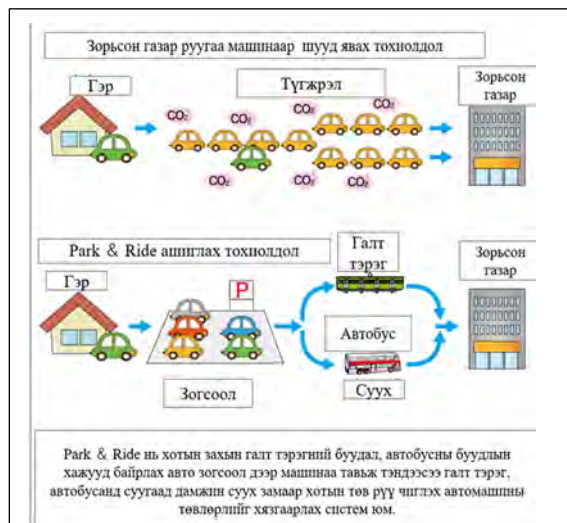 Зорьсон газар руугаа машинаар шууд явах тохиолдол
Гэр
Түгжрэл
Зорьсон
газар
CO₂ CO₂ CO₂ CO₂
CO₂ CO₂ CO₂
Park & Ride ашиглах тохиолдол
Гэр
P
Галт
тэрэг
Зорьсон
газар
Автобус
Зогсоол
Суух
Park & Ride нь хотын захын галт тэрэгний буудал, автобусны буудлын
хажууд байрлах авто зогсоол дээр машинаа тавьж тэндээсээ галт тэрэг,
автобусанд суугаад дамжин суух замаар хотын төв рүү чиглэх автомашины
төвлөрлийг хязгаарлах систем юм.